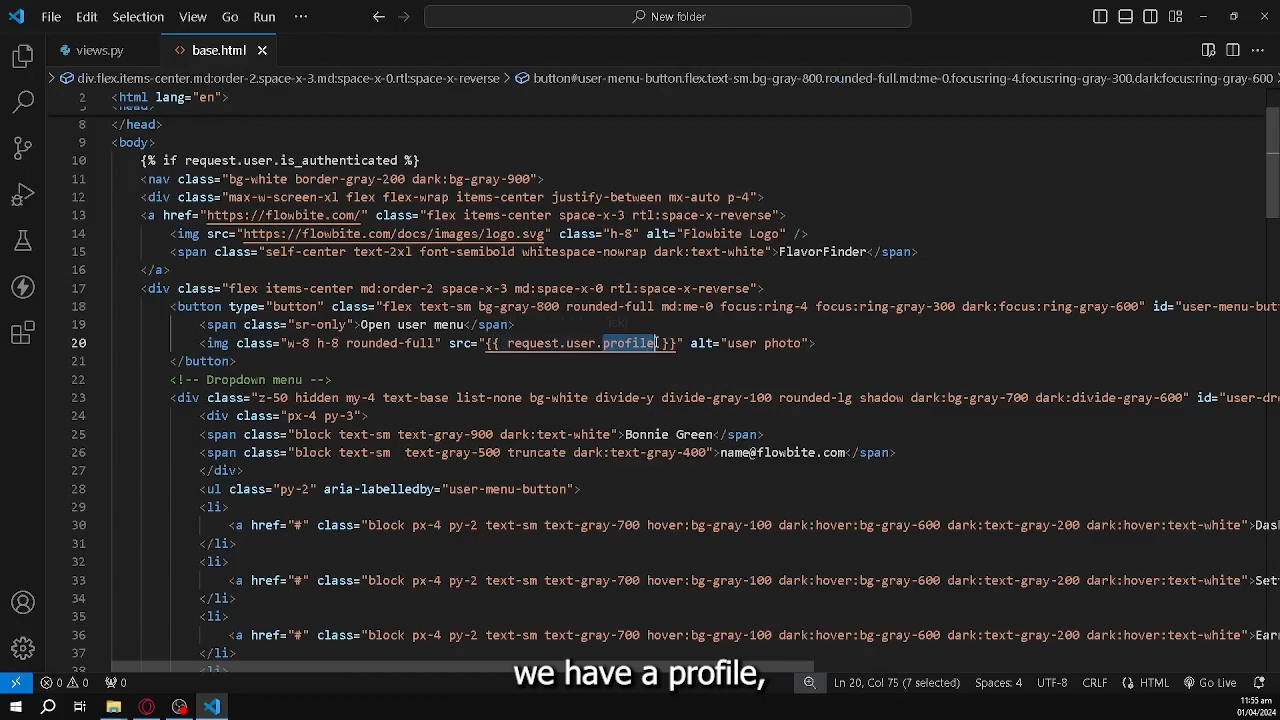 File Edit Selection View Go Run ··· New folder
views.py base.html
div.flex.items-center.md:order-2.space-x-3.md:space-x-0.rtl:space-x-reverse > button#user-menu-button.flex.text-sm.bg-gray-800.rounded-full.md:me-0.focus:ring-4.focus:ring-gray-300.dark:focus:ring-gray-600
2 <html lang="en">
8 </head>
9 <body>
10 {% if request.user.is_authenticated %}
11 <nav class="bg-white border-gray-200 dark:bg-gray-900">
12 <div class="max-w-screen-xl flex flex-wrap items-center justify-between mx-auto p-4">
13 <a href="https://flowbite.com/" class="flex items-center space-x-3 rtl:space-x-reverse">
14 <img src="https://flowbite.com/docs/images/logo.svg" class="h-8" alt="Flowbite Logo" />
15 <span class="self-center text-2xl font-semibold whitespace-nowrap dark:text-white">FlavorFinder</span>
16 </a>
17 <div class="flex items-center md:order-2 space-x-3 md:space-x-0 rtl:space-x-reverse">
18 <button type="button" class="flex text-sm bg-gray-800 rounded-full md:me-0 focus:ring-4 focus:ring-gray-300 dark:focus:ring-gray-600" id="user-menu-but
19 <span class="sr-only">Open user menu</span>
20 <img class="w-8 h-8 rounded-full" src="{{ request.user.profile }}" alt="user photo">
21 </button>
22 <!-- Dropdown menu -->
23 <div class="z-50 hidden my-4 text-base list-none bg-white divide-y divide-gray-100 rounded-lg shadow dark:bg-gray-700 dark:divide-gray-600" id="user-dr
24 <div class="px-4 py-3">
25 <span class="block text-sm text-gray-900 dark:text-white">Bonnie Green</span>
26 <span class="block text-sm  text-gray-500 truncate dark:text-gray-400">name@flowbite.com</span>
27 </div>
28 <ul class="py-2" aria-labelledby="user-menu-button">
29 <li>
30 <a href="#" class="block px-4 py-2 text-sm text-gray-700 hover:bg-gray-100 dark:hover:bg-gray-600 dark:text-gray-200 dark:hover:text-white">Das
31 </li>
32 <li>
33 <a href="#" class="block px-4 py-2 text-sm text-gray-700 hover:bg-gray-100 dark:hover:bg-gray-600 dark:text-gray-200 dark:hover:text-white">Set
34 </li>
35 <li>
36 <a href="#" class="block px-4 py-2 text-sm text-gray-700 hover:bg-gray-100 dark:hover:bg-gray-600 dark:text-gray-200 dark:hover:text-white">Ear
37 </li>
38 <li>
we have a profile,
0 0 0 Ln 20, Col 75 (7 selected) Spaces: 4 UTF-8 CRLF HTML Go Live
11:55 am
01/04/2024